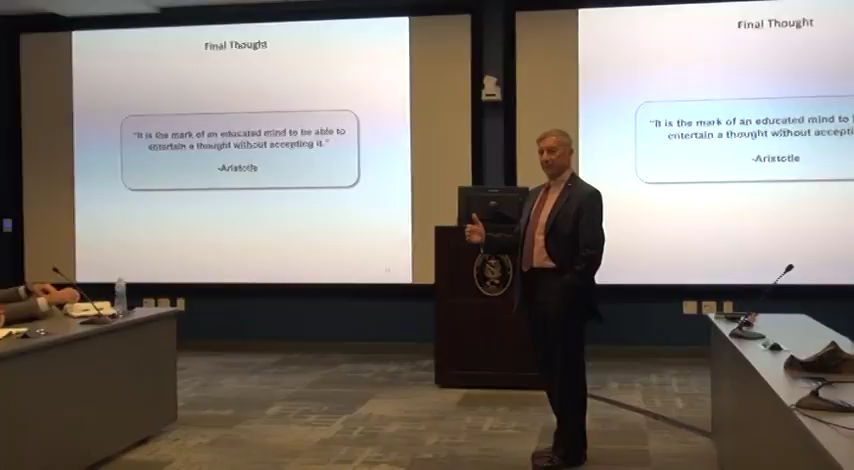 Final Thought
"It is the mark of an educated mind to be able to
entertain a thought without accepting it."
-Aristotle
Final Thought
"It is the mark of an educated mind to
entertain a thought without
-Aristotle